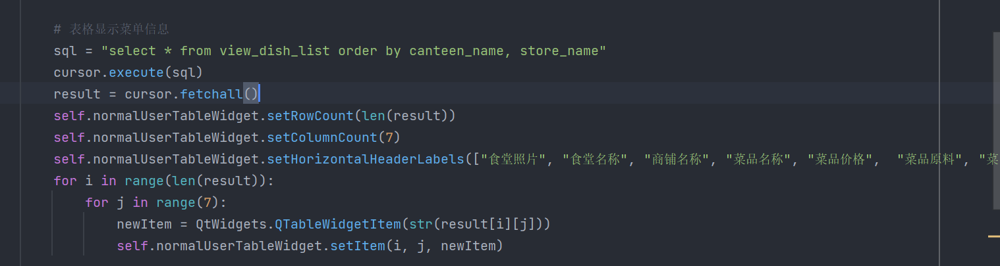 # 表格显示菜单信息
sql = "select * from view_dish_list order by canteen_name, store_name"
cursor.execute(sql)
result = cursor.fetchall()
self.normalUserTableWidget.setRowCount(len(result))
self.normalUserTableWidget.setColumnCount(7)
self.normalUserTableWidget.setHorizontalHeaderLabels(["食堂照片", "食堂名称", "商铺名称", "菜品名称", "菜品价格",  "菜品原料", "菜
for i in range(len(result)):
    for j in range(7):
        newItem = QtWidgets.QTableWidgetItem(str(result[i][j]))
        self.normalUserTableWidget.setItem(i, j, newItem)